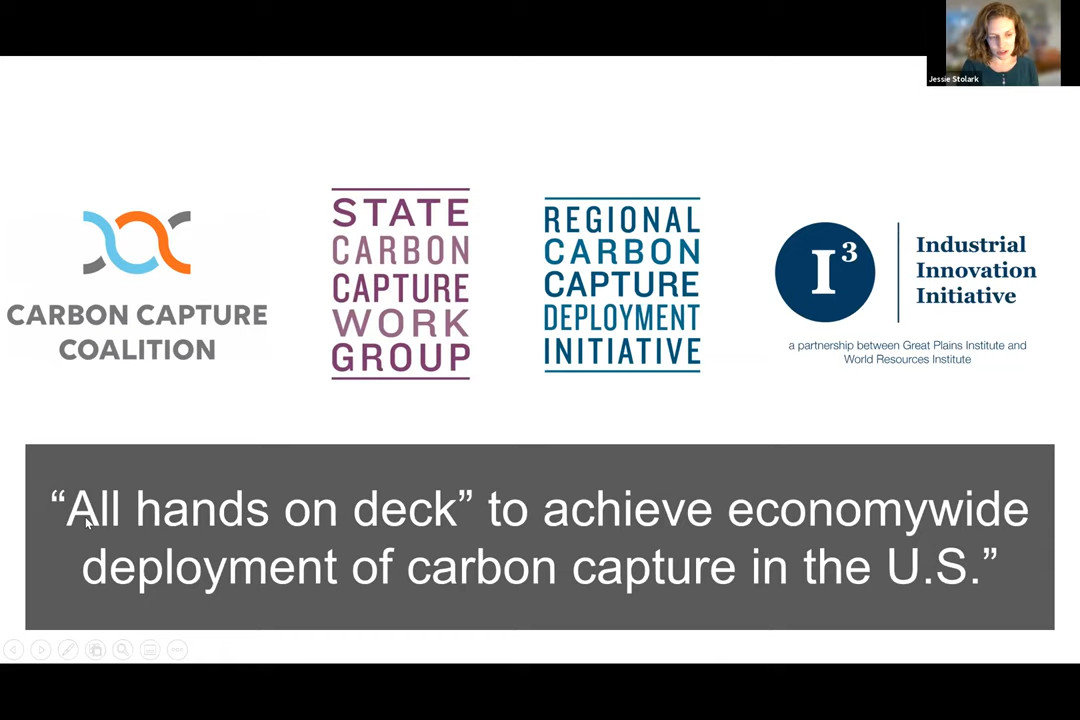 Jessie Stolark
CARBON CAPTURE
COALITION
STATE
CARBON
CAPTURE
WORK
GROUP
REGIONAL
CARBON
CAPTURE
DEPLOYMENT
INITIATIVE
I³
Industrial
Innovation
Initiative
a partnership between Great Plains Institute and
World Resources Institute
“All hands on deck” to achieve economywide
deployment of carbon capture in the U.S.”